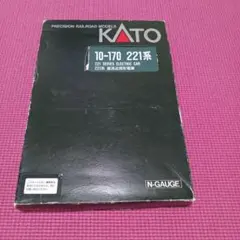 PRECISION RAILROAD MODELS
KATO
10-170 221系
221 SERIES ELECTRIC CAR
N-GAUGE